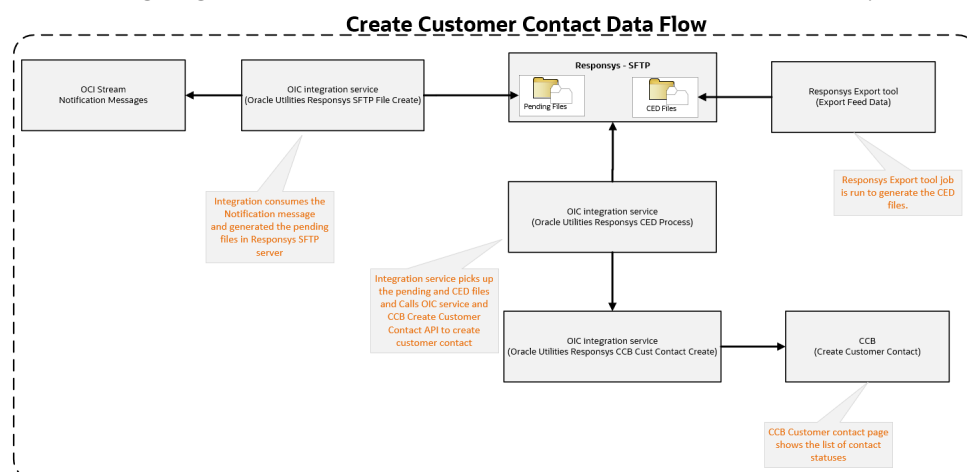 Create Customer Contact Data Flow
OCI Stream
Notification Messages
OIC integration service
(Oracle Utilities Responsys SFTP File Create)
Responsys - SFTP
Pending Files
CED Files
Responsys Export tool
(Export Feed Data)
Integration consumes the
Notification message
and generated the pending
files in Responsys SFTP
server
Responsys Export tool job
is run to generate the CED
files.
OIC integration service
(Oracle Utilities Responsys CED Process)
Integration service picks up
the pending and CED files
and Calls OIC service and
CCB Create Customer
Contact API to create
customer contact
OIC integration service
(Oracle Utilities Responsys CCB Cust Contact Create)
CCB
(Create Customer Contact)
CCB Customer contact page
shows the list of contact
statuses